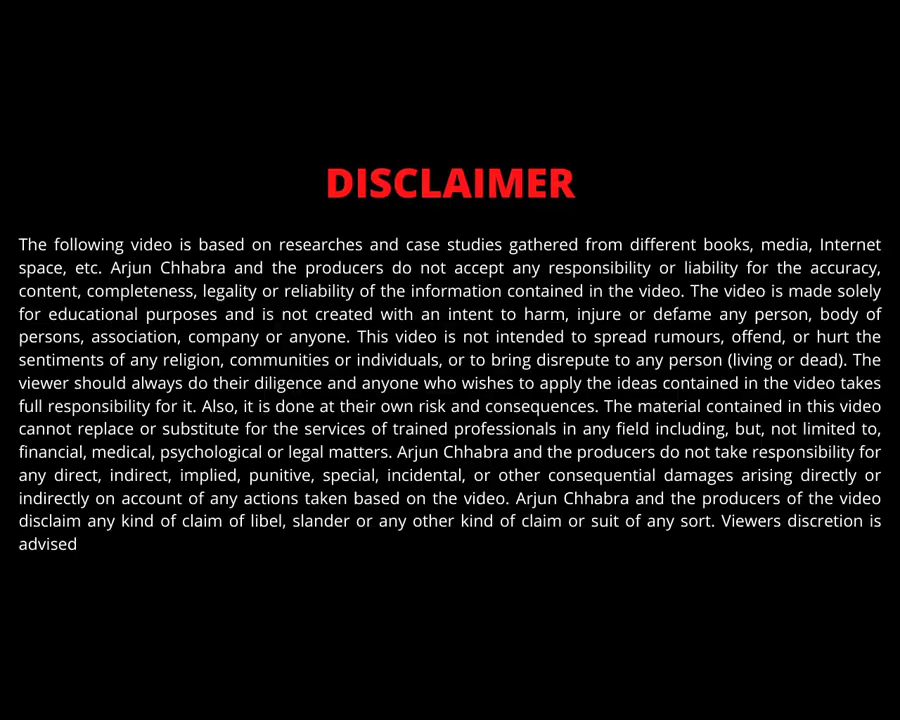 DISCLAIMER
The following video is based on researches and case studies gathered from different books, media, Internet
space, etc. Arjun Chhabra and the producers do not accept any responsibility or liability for the accuracy,
content, completeness, legality or reliability of the information contained in the video. The video is made solely
for educational purposes and is not created with an intent to harm, injure or defame any person, body of
persons, association, company or anyone. This video is not intended to spread rumours, offend, or hurt the
sentiments of any religion, communities or individuals, or to bring disrepute to any person (living or dead). The
viewer should always do their diligence and anyone who wishes to apply the ideas contained in the video takes
full responsibility for it. Also, it is done at their own risk and consequences. The material contained in this video
cannot replace or substitute for the services of trained professionals in any field including, but, not limited to,
financial, medical, psychological or legal matters. Arjun Chhabra and the producers do not take responsibility for
any direct, indirect, implied, punitive, special, incidental, or other consequential damages arising directly or
indirectly on account of any actions taken based on the video. Arjun Chhabra and the producers of the video
disclaim any kind of claim of libel, slander or any other kind of claim or suit of any sort. Viewers discretion is
advised